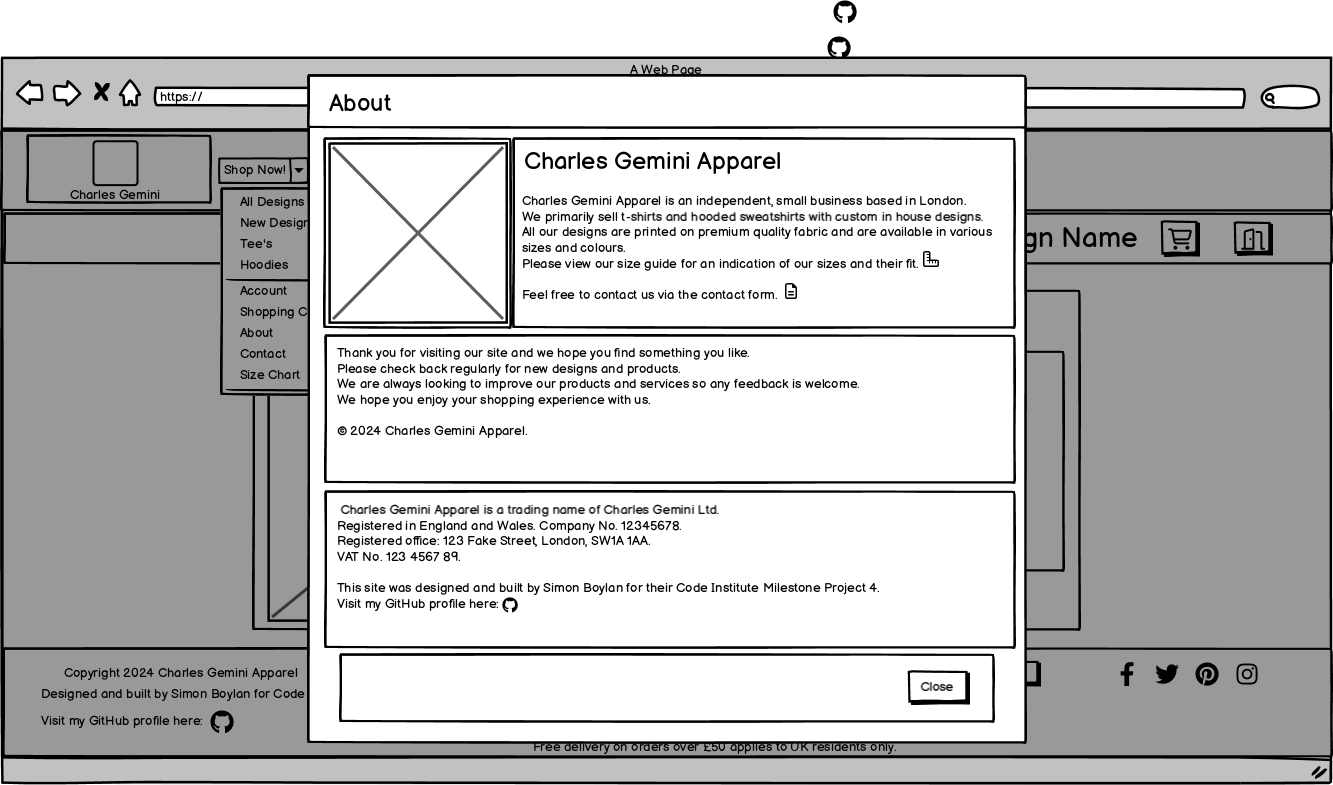 A Web Page
https://
About
Charles Gemini
Shop Now!
All Designs
New Design
Tee's
Hoodies
Account
Shopping C
About
Contact
Size Chart
gn Name
Charles Gemini Apparel
Charles Gemini Apparel is an independent, small business based in London.
We primarily sell t-shirts and hooded sweatshirts with custom in house designs.
All our designs are printed on premium quality fabric and are available in various
sizes and colours.
Please view our size guide for an indication of our sizes and their fit.
Feel free to contact us via the contact form.
Thank you for visiting our site and we hope you find something you like.
Please check back regularly for new designs and products.
We are always looking to improve our products and services so any feedback is welcome.
We hope you enjoy your shopping experience with us.
© 2024 Charles Gemini Apparel.
Charles Gemini Apparel is a trading name of Charles Gemini Ltd.
Registered in England and Wales. Company No. 12345678.
Registered office: 123 Fake Street, London, SW1A 1AA.
VAT No. 123 4567 89.
This site was designed and built by Simon Boylan for their Code Institute Milestone Project 4.
Visit my GitHub profile here:
Close
Copyright 2024 Charles Gemini Apparel
Designed and built by Simon Boylan for Code
Visit my GitHub profile here:
Free delivery on orders over £50 applies to UK residents only.